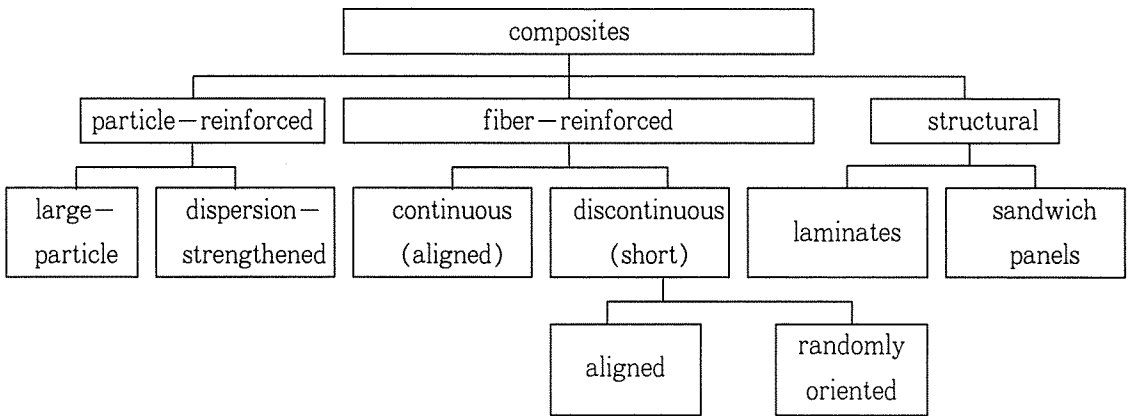 composites
particle－reinforced
fiber－reinforced
structural
large－
particle
dispersion－
strengthened
continuous
(aligned)
discontinuous
(short)
laminates
sandwich
panels
aligned
randomly
oriented